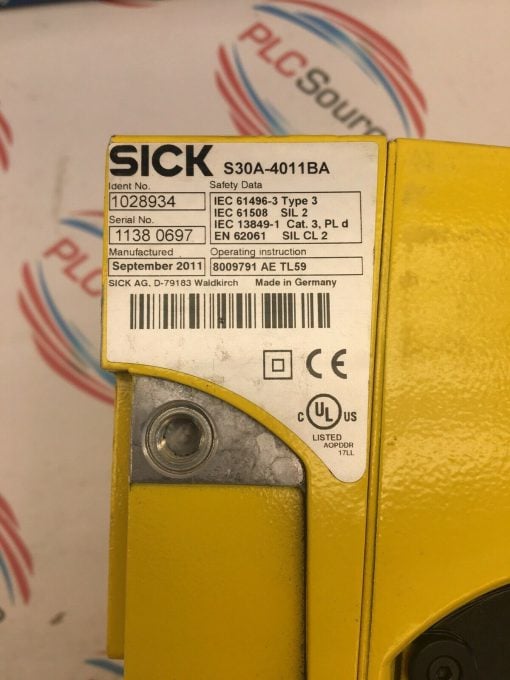 PLC Source
PLC Source
SICK S30A-4011BA
Ident No. Safety Data
1028934 IEC 61496-3 Type 3
IEC 61508 SIL 2
Serial No. IEC 13849-1 Cat. 3, PL d
1138 0697 EN 62061 SIL CL 2
Manufactured Operating instruction
September 2011 8009791 AE TL59
SICK AG. D-79183 Waldkirch Made in Germany
CE
C UL US
LISTED
AOPDDR
17LL